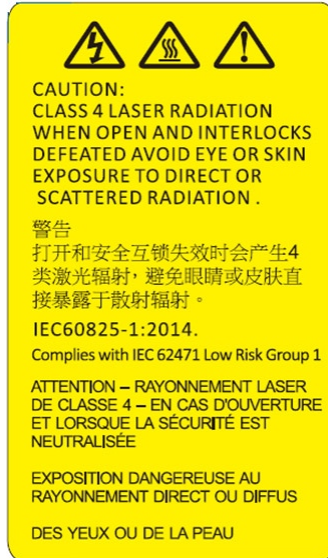 CAUTION:
CLASS 4 LASER RADIATION
WHEN OPEN AND INTERLOCKS
DEFEATED AVOID EYE OR SKIN
EXPOSURE TO DIRECT OR
SCATTERED RADIATION .
警告
打开和安全互锁失效时会产生4
类激光辐射，避免眼睛或皮肤直
接暴露于散射辐射。
IEC60825-1:2014.
Complies with IEC 62471 Low Risk Group 1
ATTENTION – RAYONNEMENT LASER
DE CLASSE 4 – EN CAS D'OUVERTURE
ET LORSQUE LA SÉCURITÉ EST
NEUTRALISÉE
EXPOSITION DANGEREUSE AU
RAYONNEMENT DIRECT OU DIFFUS
DES YEUX OU DE LA PEAU